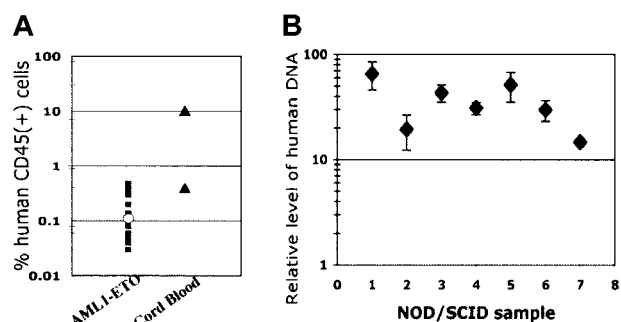 A
% human CD45(+) cells
100
10
1
0.1
0.01
AML1-ETO
Cord Blood
B
Relative level of human DNA
100
10
1
0 1 2 3 4 5 6 7 8
NOD/SCID sample